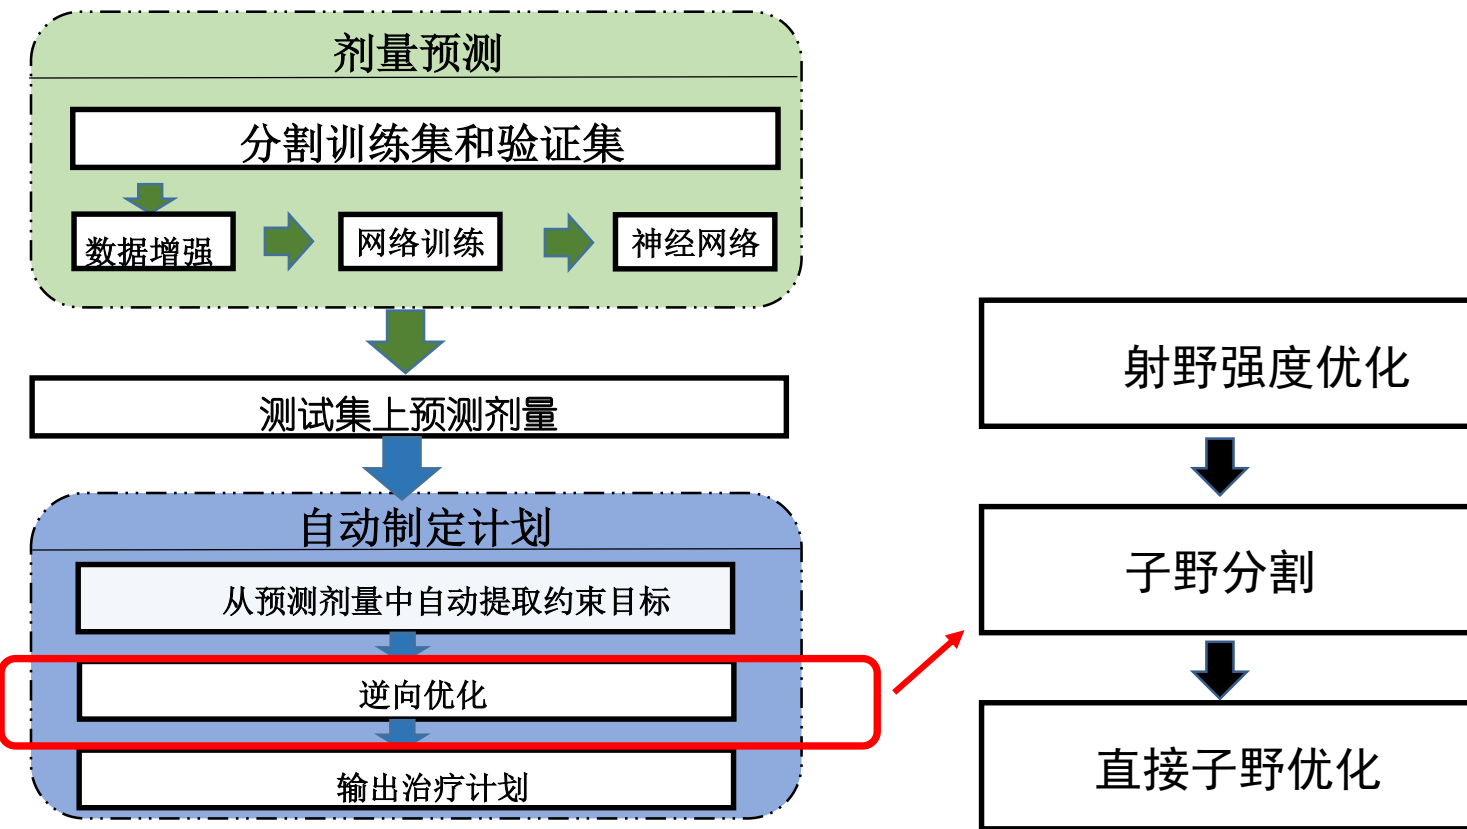 剂量预测
分割训练集和验证集
数据增强
网络训练
神经网络
测试集上预测剂量
自动制定计划
从预测剂量中自动提取约束目标
逆向优化
输出治疗计划
射野强度优化
子野分割
直接子野优化